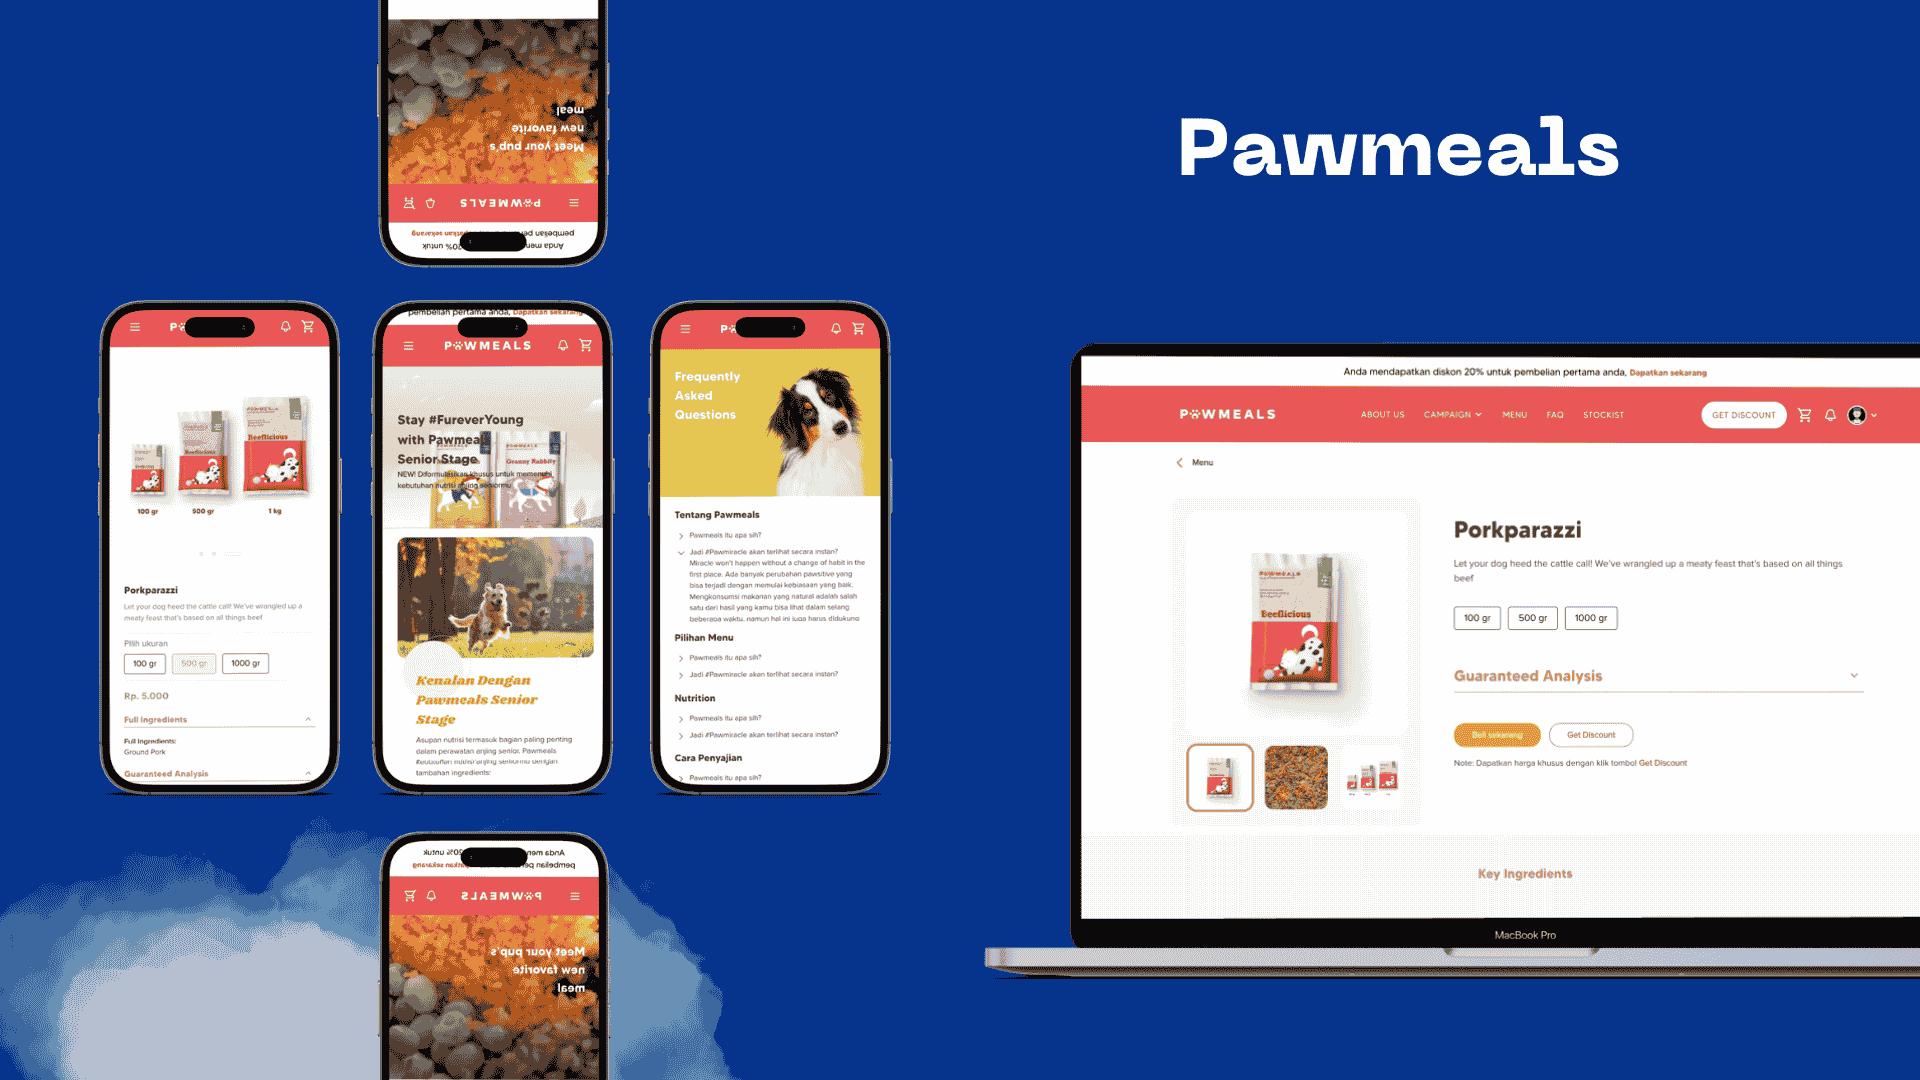 Pawmeals
meal
new favorite
Meet your pup's
PAWMEALS
pembelian per dapatkan sekarang
Anda men 20% untuk
100 gr
500 gr
1 kg
Porkparazzi
Let your dog heed the cattle call! We've wrangled up a
meaty feast that's based on all things beef
Pilih ukuran
100 gr 500 gr 1000 gr
Rp. 5.000
Full Ingredients
Full Ingredients:
Ground Pork
Guaranteed Analysis
pembelian pertama anda, Dapatkan sekarang
PAWMEALS
Stay #FureverYoung
with Pawmeals
Senior Stage
NEW! Diformulasikan khusus untuk memenuhi
kebutuhan nutrisi anjing seniormu
Kenalan Dengan
Pawmeals Senior
Stage
Asupan nutrisi termasuk bagian paling penting
dalam perawatan anjing senior. Pawmeals
tambahan ingredients:
Frequently
Asked
Questions
Tentang Pawmeals
Pawmeals itu apa sih?
Jadi #Pawmiracle akan terlihat secara instan?
Miracle won't happen without a change of habit in the
first place. Ada banyak perubahan pawsitive yang
bisa terjadi dengan memulai kebiasaan yang baik.
Mengkonsumsi makanan yang natural adalah salah
satu dari hasil yang kamu bisa lihat dalam selang
beberapa waktu, namun hal ini juga harus didukung
Pilihan Menu
Pawmeals itu apa sih?
Jadi #Pawmiracle akan terlihat secara instan?
Nutrition
Pawmeals itu apa sih?
Jadi #Pawmiracle akan terlihat secara instan?
Cara Penyajian
Pawmeals itu apa sih?
Anda men 20% untuk
pembelian per dapatkan sekarang
PAWMEALS
Meet your pup's
new favorite
meal
Anda mendapatkan diskon 20% untuk pembelian pertama anda, Dapatkan sekarang
PAWMEALS ABOUT US CAMPAIGN MENU FAQ STOCKIST GET DISCOUNT
Menu
PAWMEALS
Beeflicious
Porkparazzi
Let your dog heed the cattle call! We've wrangled up a meaty feast that's based on all things
beef
100 gr 500 gr 1000 gr
Guaranteed Analysis
Beli sekarang Get Discount
Note: Dapatkan harga khusus dengan klik tombol Get Discount
Key Ingredients
MacBook Pro